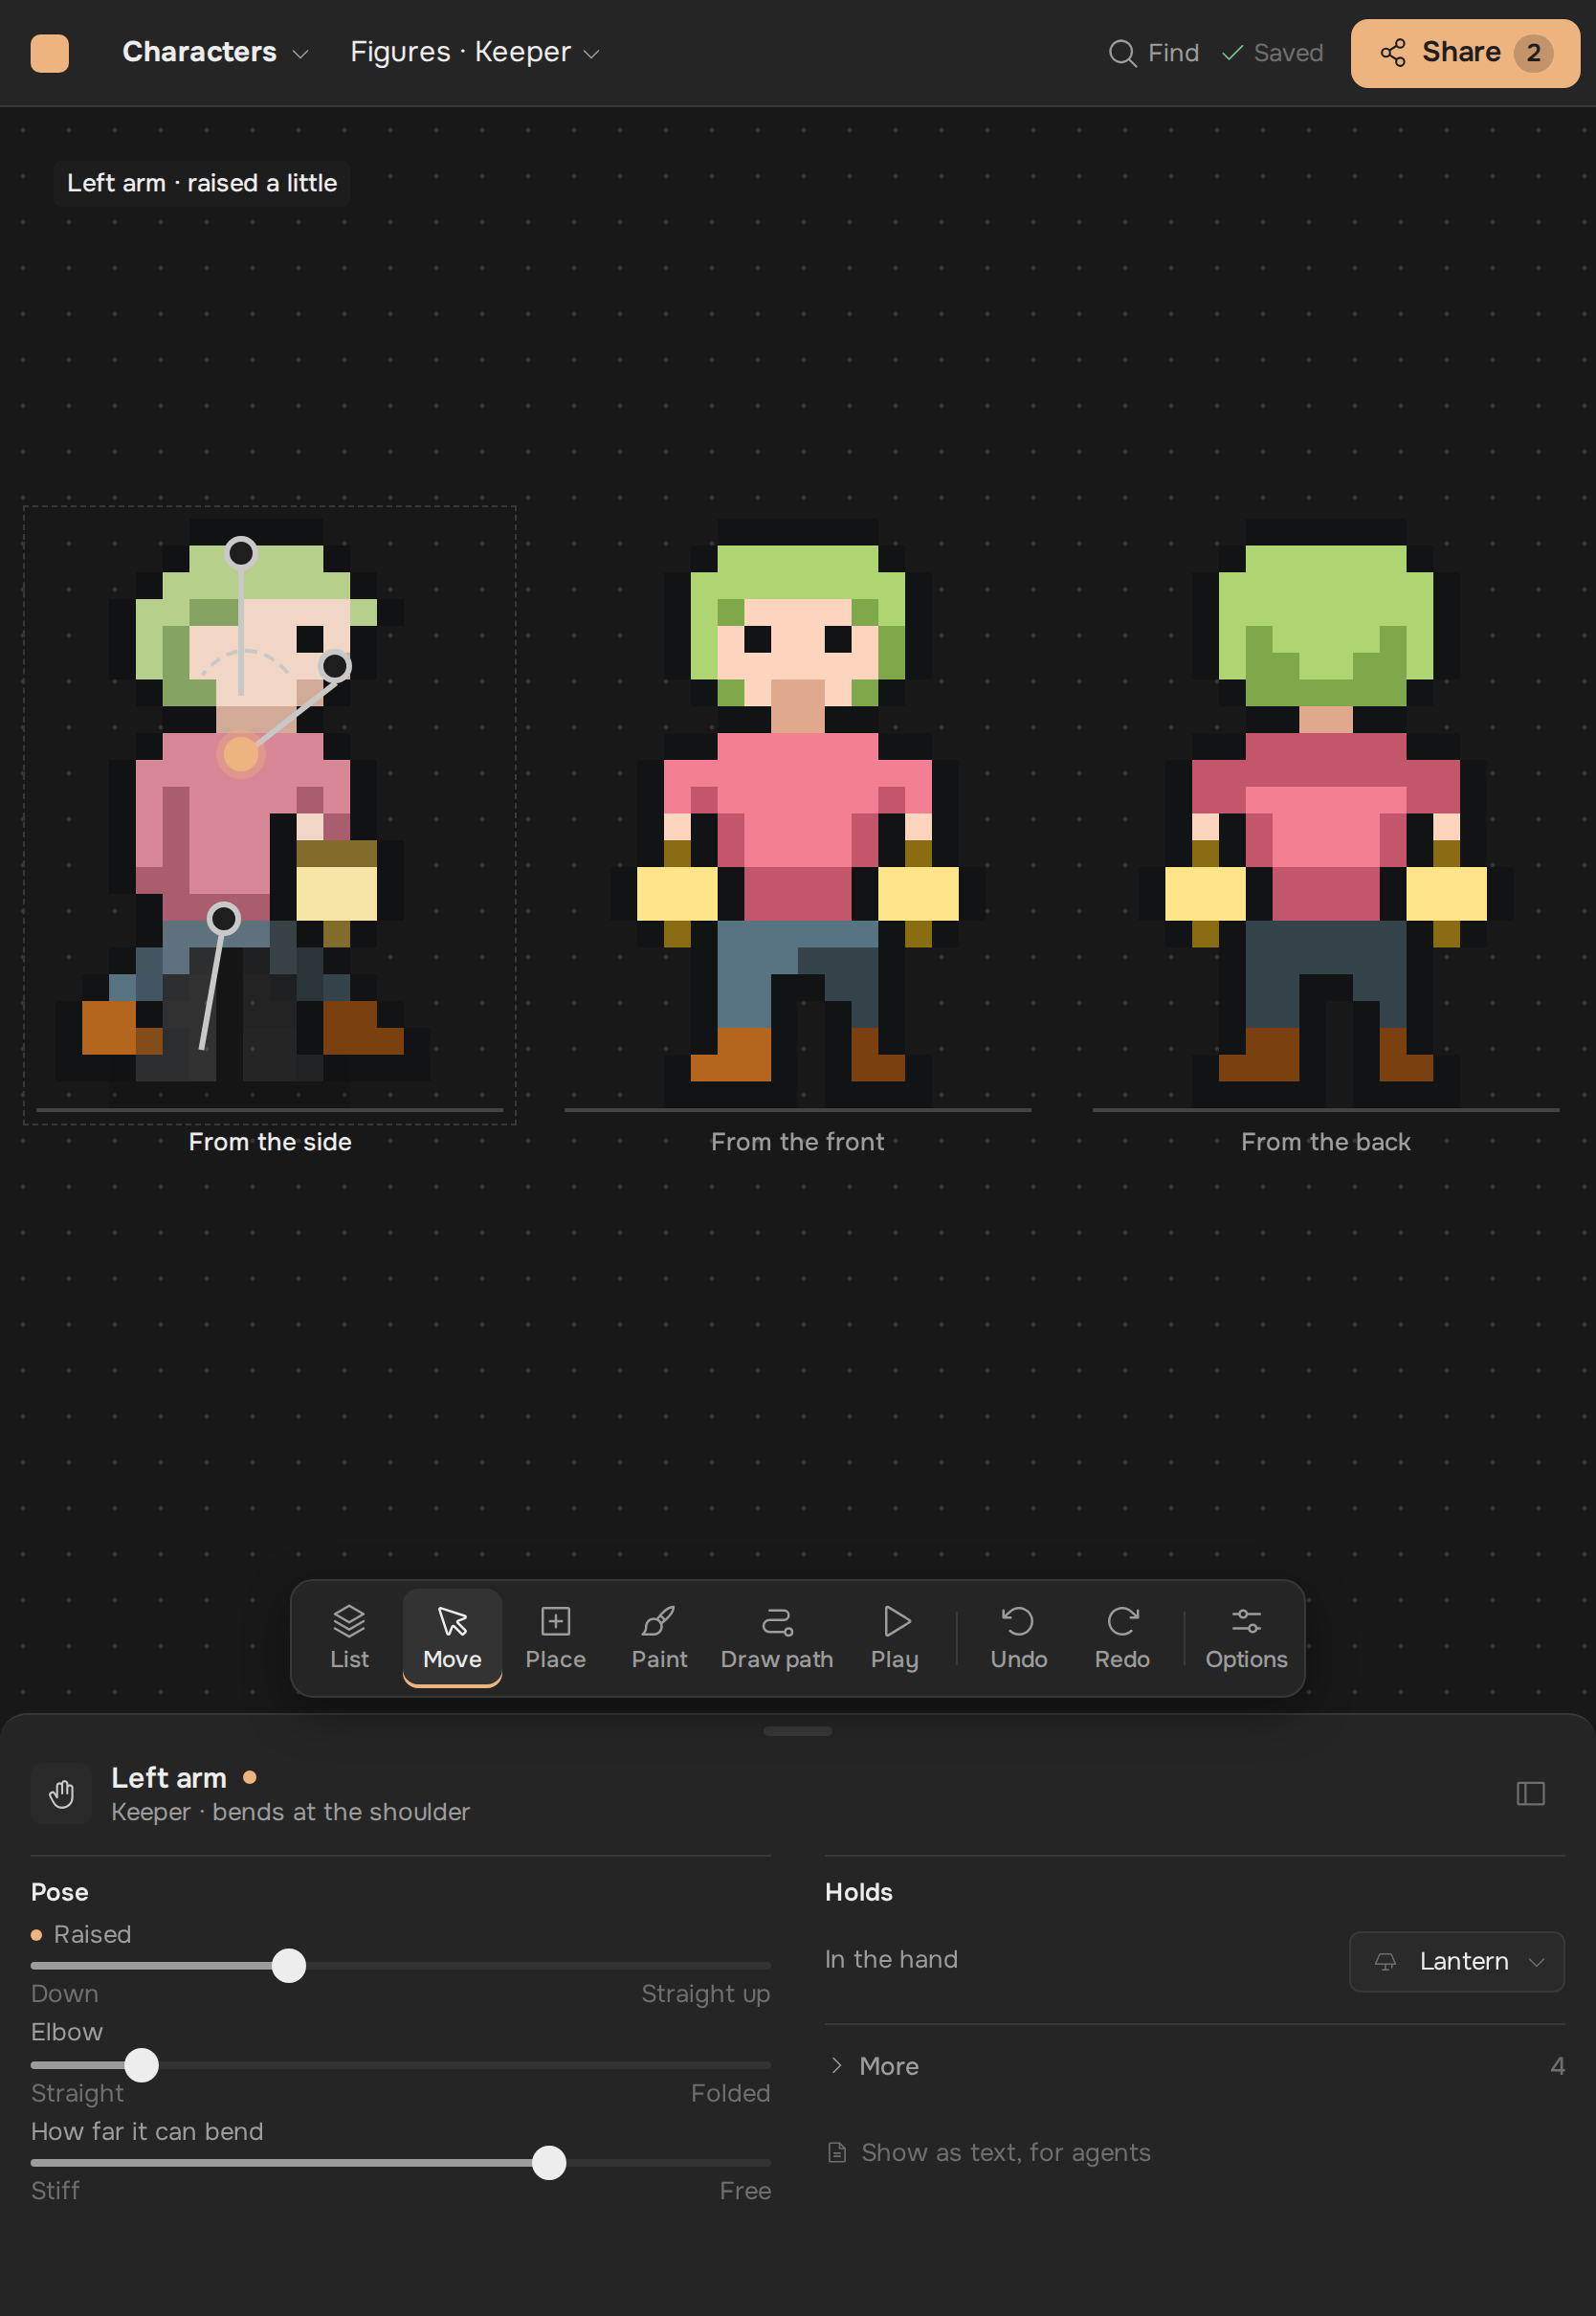 Characters
Figures · Keeper
Find
Saved
Share 2
Left arm · raised a little
From the side
From the front
From the back
List
Move
Place
Paint
Draw path
Play
Undo
Redo
Options
Left arm
Keeper · bends at the shoulder
Pose
Raised
Down
Straight up
Elbow
Straight
Folded
How far it can bend
Stiff
Free
Holds
In the hand
Lantern
More
4
Show as text, for agents